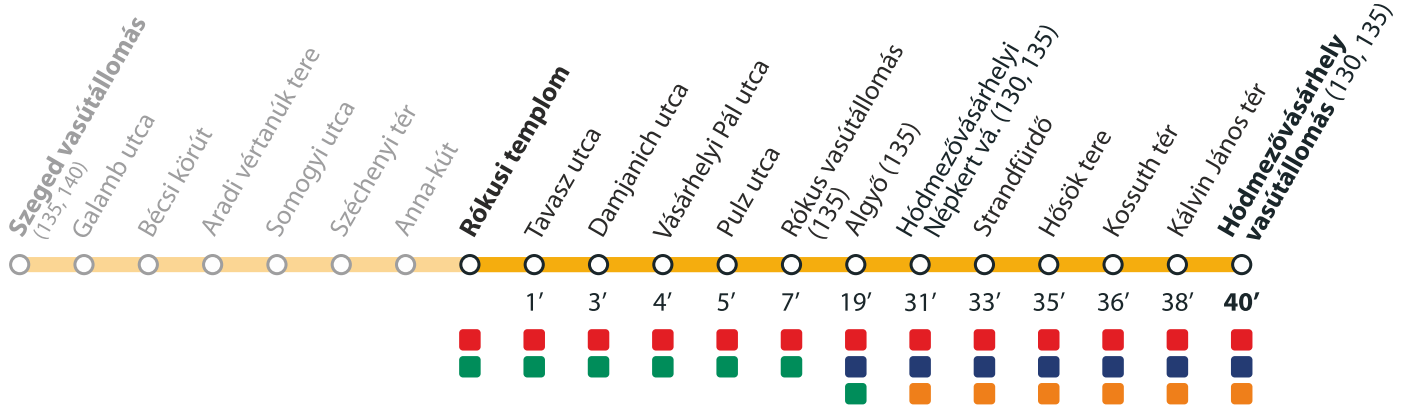 Szeged vasútállomás
(135, 140)
Galamb utca
Bécsi körút
Aradi vértanúk tere
Somogyi utca
Széchenyi tér
Anna-kút
Rókusi templom
Tavasz utca
Damjanich utca
Vásárhelyi Pál utca
Pulz utca
Rókus vasútállomás
(135)
Algyő (135)
Hódmezővásárhelyi
Népkert vá. (130, 135)
Strandfürdő
Hősök tere
Kossuth tér
Kálvin János tér
Hódmezővásárhely
vasútállomás (130, 135)
1’ 3’ 4’ 5’ 7’ 19’ 31’ 33’ 35’ 36’ 38’ 40’